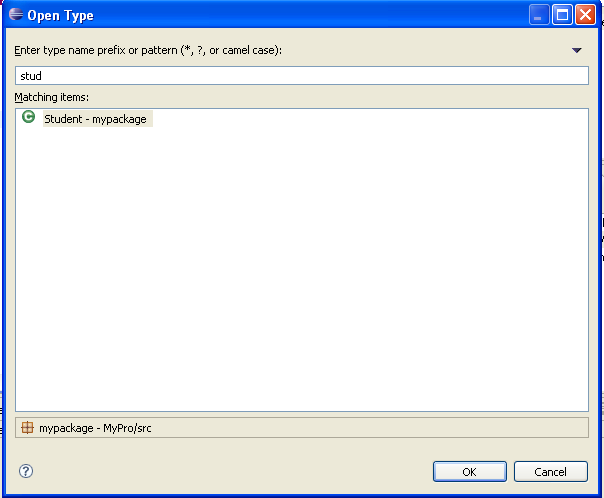 Open Type
Enter type name prefix or pattern (*, ?, or camel case):
stud
Matching items:
Student - mypackage
mypackage - MyPro/src
OK Cancel